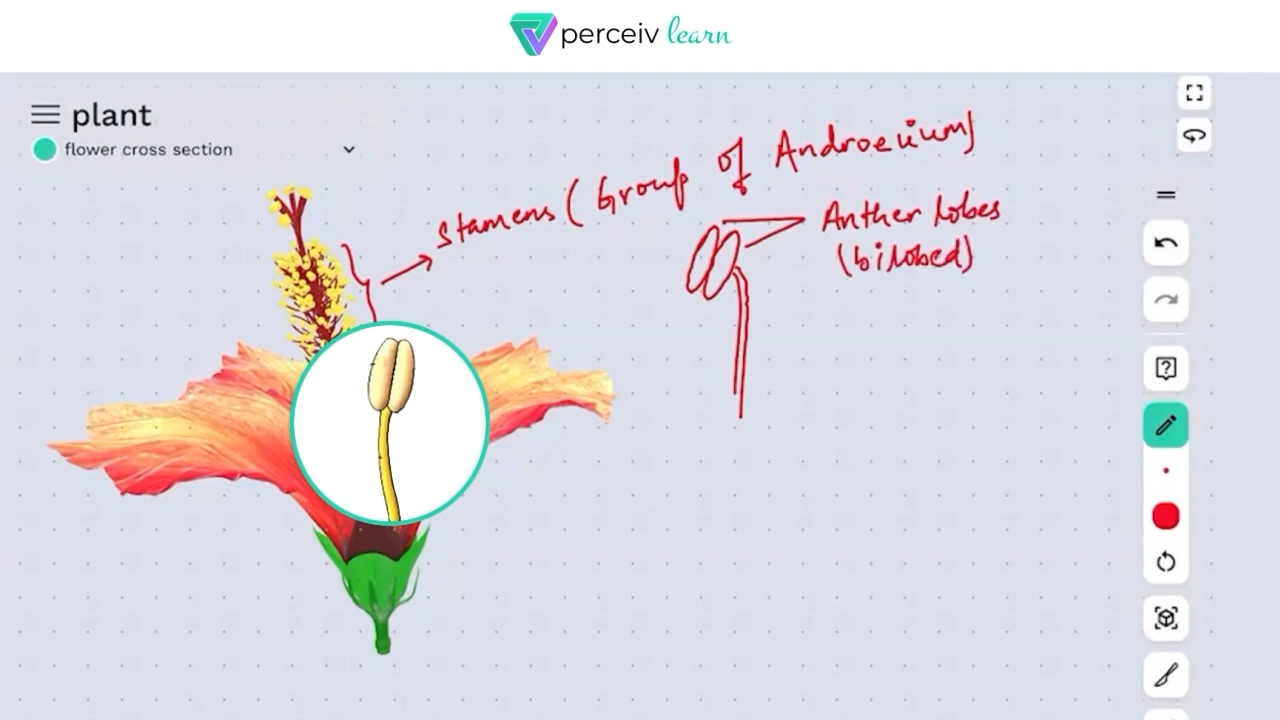 perceiv learn
plant
flower cross section
stamens (Group of Androecium)
Anther lobes
(bilobed)